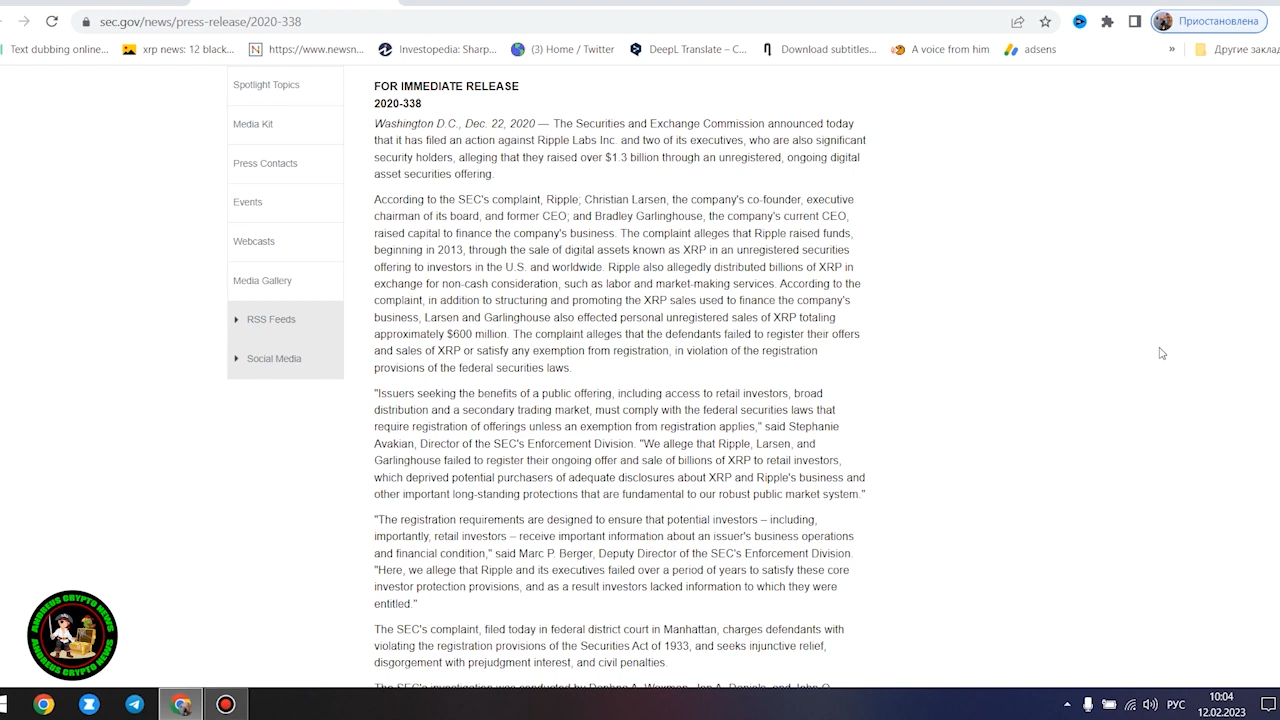 sec.gov/news/press-release/2020-338
Приостановлена
Text dubbing online...
xrp news: 12 black...
https://www.newsn...
Investopedia: Sharp...
(3) Home / Twitter
DeepL Translate – C...
Download subtitles...
A voice from him
adsens
»
Другие заклад
Spotlight Topics
Media Kit
Press Contacts
Events
Webcasts
Media Gallery
RSS Feeds
Social Media
FOR IMMEDIATE RELEASE
2020-338
Washington D.C., Dec. 22, 2020 — The Securities and Exchange Commission announced today
that it has filed an action against Ripple Labs Inc. and two of its executives, who are also significant
security holders, alleging that they raised over $1.3 billion through an unregistered, ongoing digital
asset securities offering.
According to the SEC's complaint, Ripple; Christian Larsen, the company's co-founder, executive
chairman of its board, and former CEO; and Bradley Garlinghouse, the company's current CEO,
raised capital to finance the company's business. The complaint alleges that Ripple raised funds,
beginning in 2013, through the sale of digital assets known as XRP in an unregistered securities
offering to investors in the U.S. and worldwide. Ripple also allegedly distributed billions of XRP in
exchange for non-cash consideration, such as labor and market-making services. According to the
complaint, in addition to structuring and promoting the XRP sales used to finance the company's
business, Larsen and Garlinghouse also effected personal unregistered sales of XRP totaling
approximately $600 million. The complaint alleges that the defendants failed to register their offers
and sales of XRP or satisfy any exemption from registration, in violation of the registration
provisions of the federal securities laws.
"Issuers seeking the benefits of a public offering, including access to retail investors, broad
distribution and a secondary trading market, must comply with the federal securities laws that
require registration of offerings unless an exemption from registration applies," said Stephanie
Avakian, Director of the SEC's Enforcement Division. "We allege that Ripple, Larsen, and
Garlinghouse failed to register their ongoing offer and sale of billions of XRP to retail investors,
which deprived potential purchasers of adequate disclosures about XRP and Ripple's business and
other important long-standing protections that are fundamental to our robust public market system."
"The registration requirements are designed to ensure that potential investors – including,
importantly, retail investors – receive important information about an issuer's business operations
and financial condition," said Marc P. Berger, Deputy Director of the SEC's Enforcement Division.
"Here, we allege that Ripple and its executives failed over a period of years to satisfy these core
investor protection provisions, and as a result investors lacked information to which they were
entitled."
The SEC's complaint, filed today in federal district court in Manhattan, charges defendants with
violating the registration provisions of the Securities Act of 1933, and seeks injunctive relief,
disgorgement with prejudgment interest, and civil penalties.
The SEC's investigation was conducted by Daphna A. Waxman, Jon A. Daniels, and John O.
ANDREUS CRYPTO NEWS
ANDREUS CRYPTO NEWS
РУС
10:04
12.02.2023